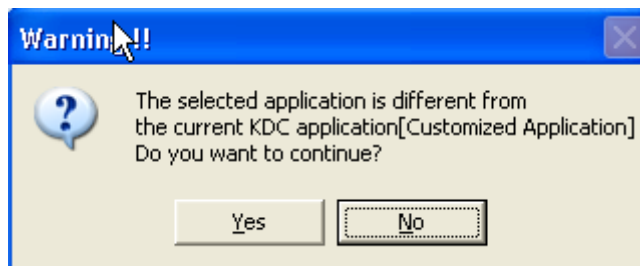 Warning!!
The selected application is different from
the current KDC application[Customized Application]
Do you want to continue?
Yes
No